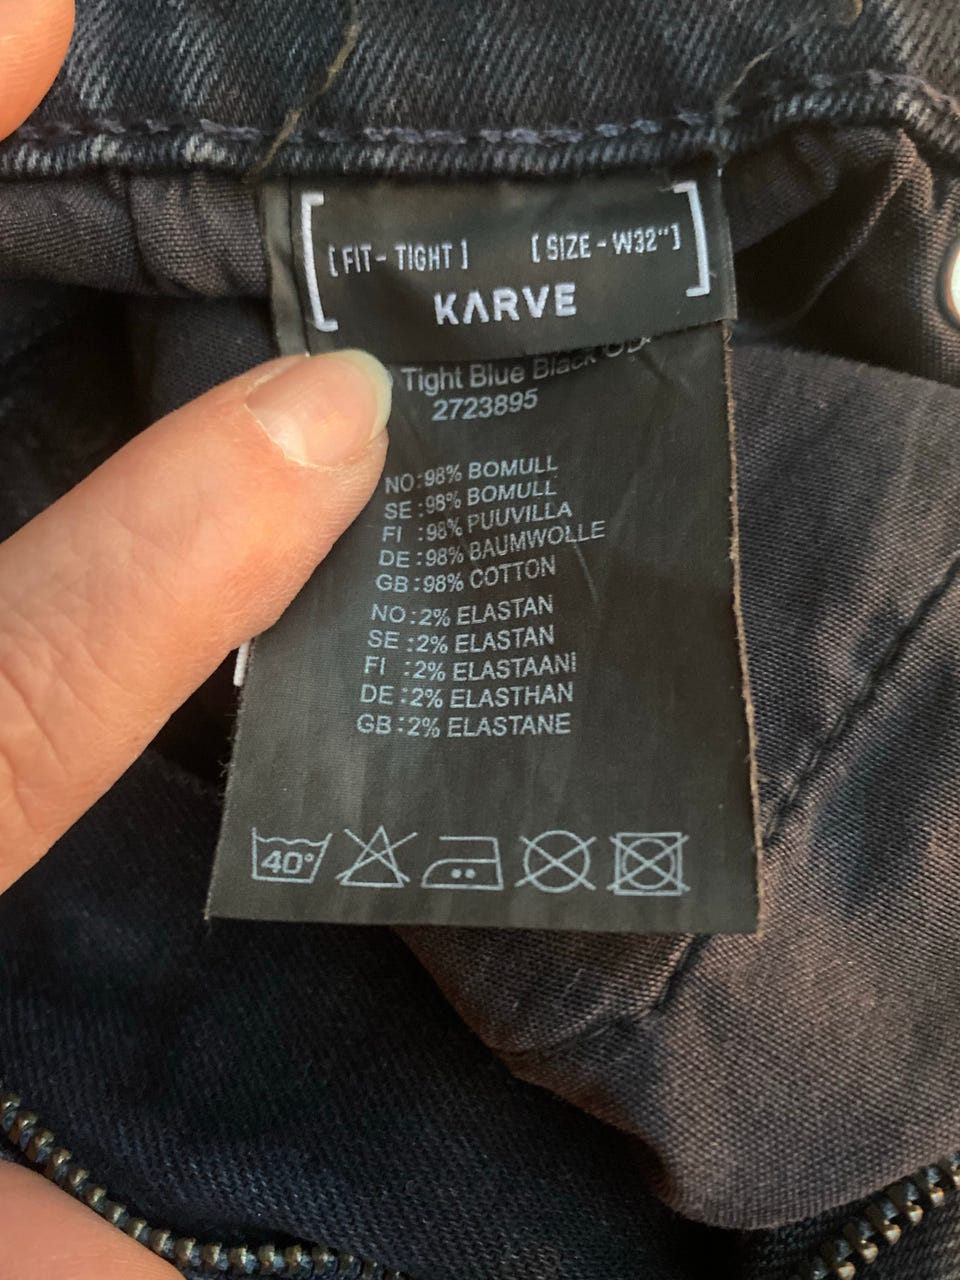 [ FIT - TIGHT ] [ SIZE - W32" ]
KARVE
Tight Blue Black
2723895
NO:98% BOMULL
SE :98% BOMULL
FI :98% PUUVILLA
DE :98% BAUMWOLLE
GB:98% COTTON
NO:2% ELASTAN
SE :2% ELASTAN
FI :2% ELASTAANI
DE:2% ELASTHAN
GB:2% ELASTANE
40°